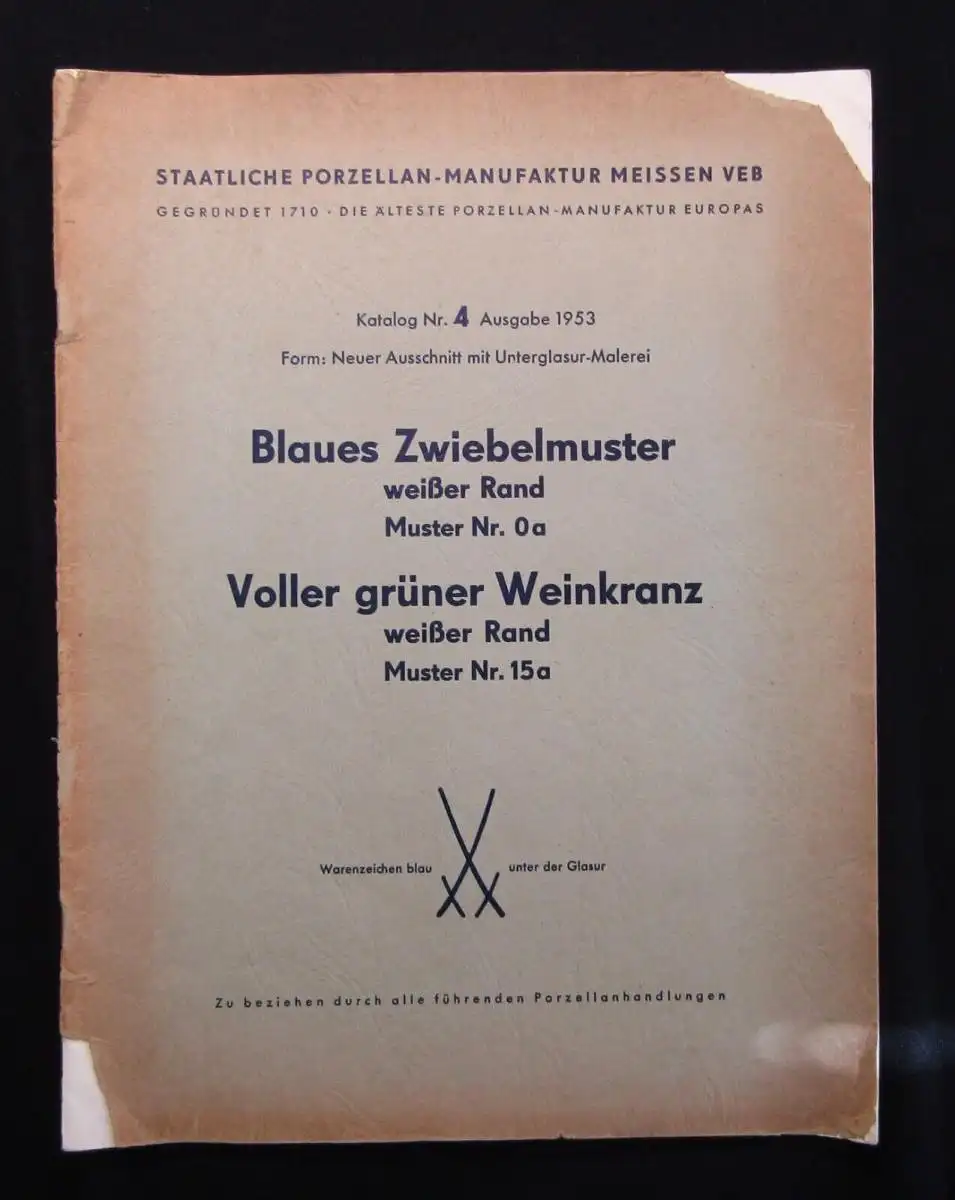 STAATLICHE PORZELLAN-MANUFAKTUR MEISSEN VEB
GEGRÜNDET 1710 · DIE ÄLTESTE PORZELLAN-MANUFAKTUR EUROPAS
Katalog Nr. 4 Ausgabe 1953
Form: Neuer Ausschnitt mit Unterglasur-Malerei
Blaues Zwiebelmuster
weißer Rand
Muster Nr. 0a
Voller grüner Weinkranz
weißer Rand
Muster Nr. 15a
Warenzeichen blau unter der Glasur
Zu beziehen durch alle führenden Porzellanhandlungen